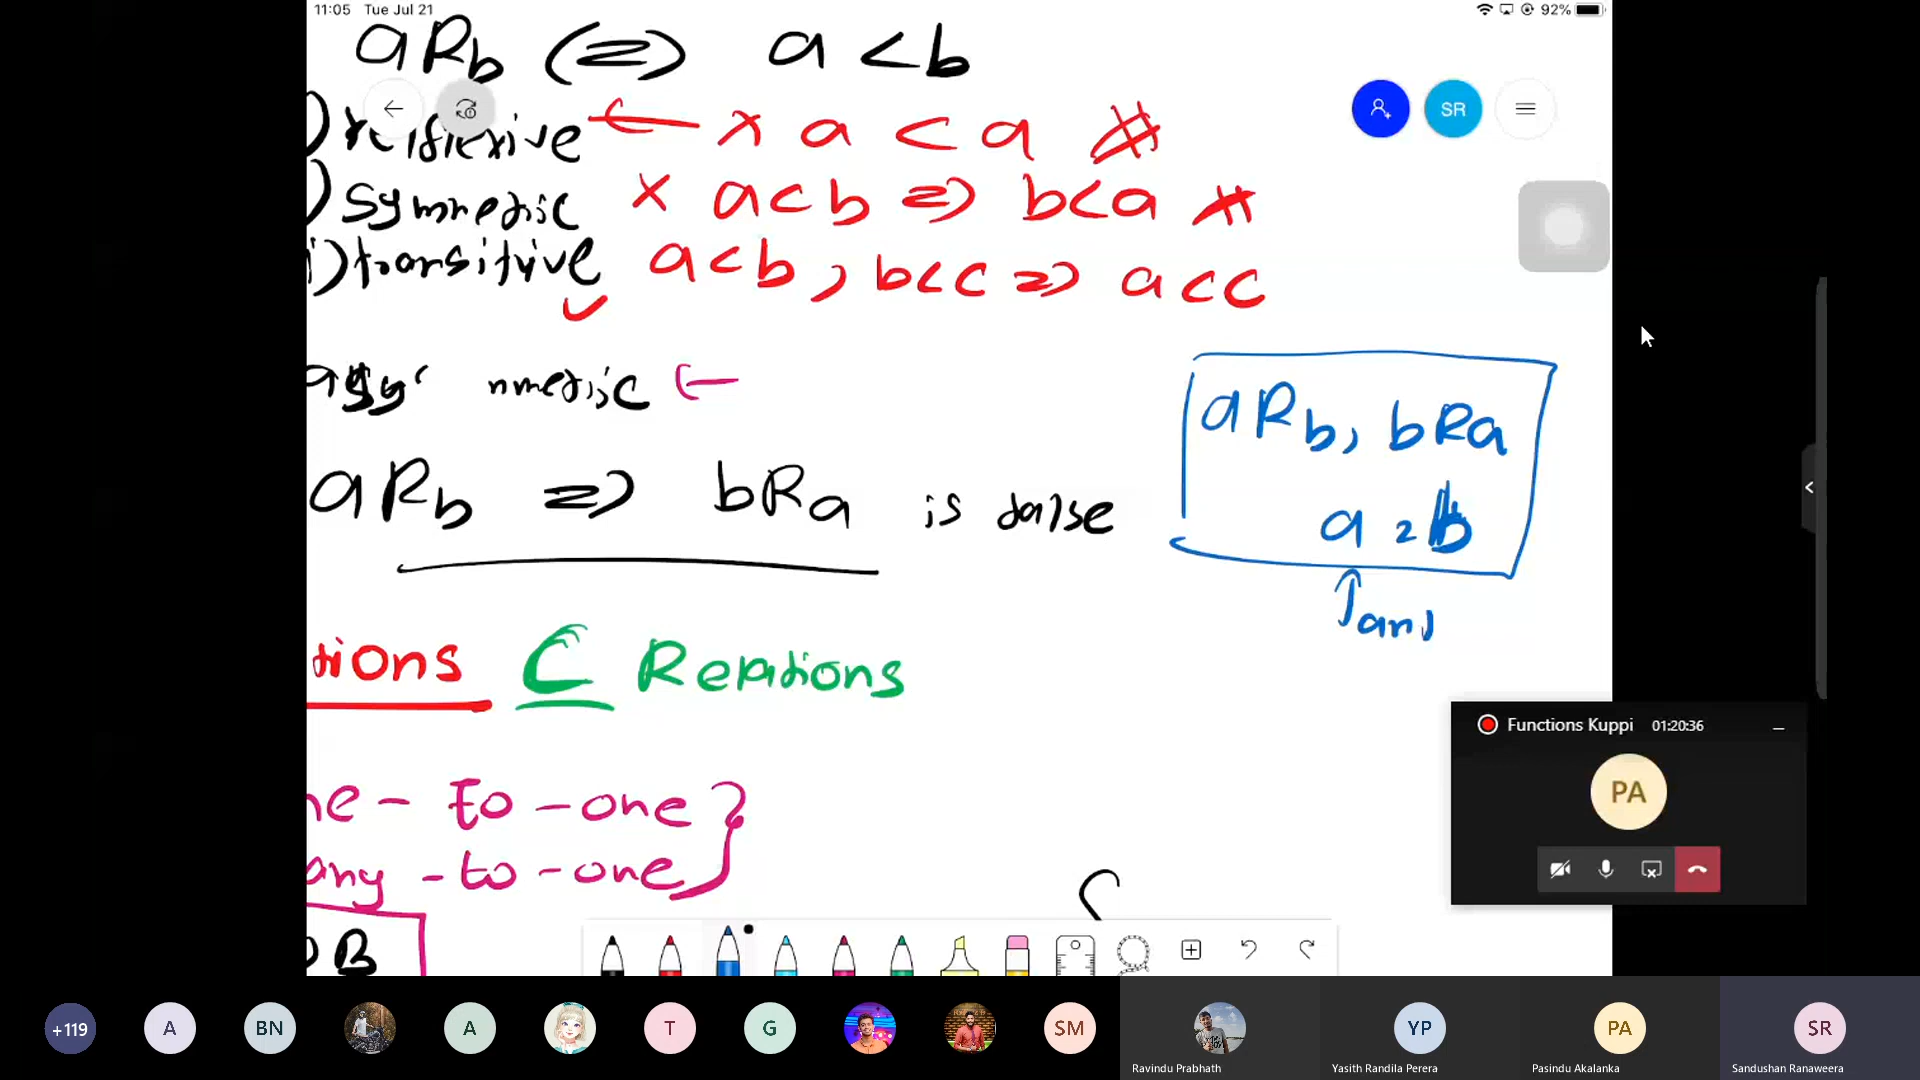 11:05 Tue Jul 21
92%
aRb (=) a < b
) reflexive ← × a < a #
) symmetric × a<b => b<a #
i) transitive a<b, b<c => a<c
SR
nmetric ←
aRb, bRa
a = b
aRb => bRa is false
tions C Relations
Functions Kuppi 01:20:36
PA
ne - to - one }
any - to - one
B
+119 A BN A T G SM YP PA SR
Ravindu Prabhath Yasith Randila Perera Pasindu Akalanka Sandushan Ranaweera